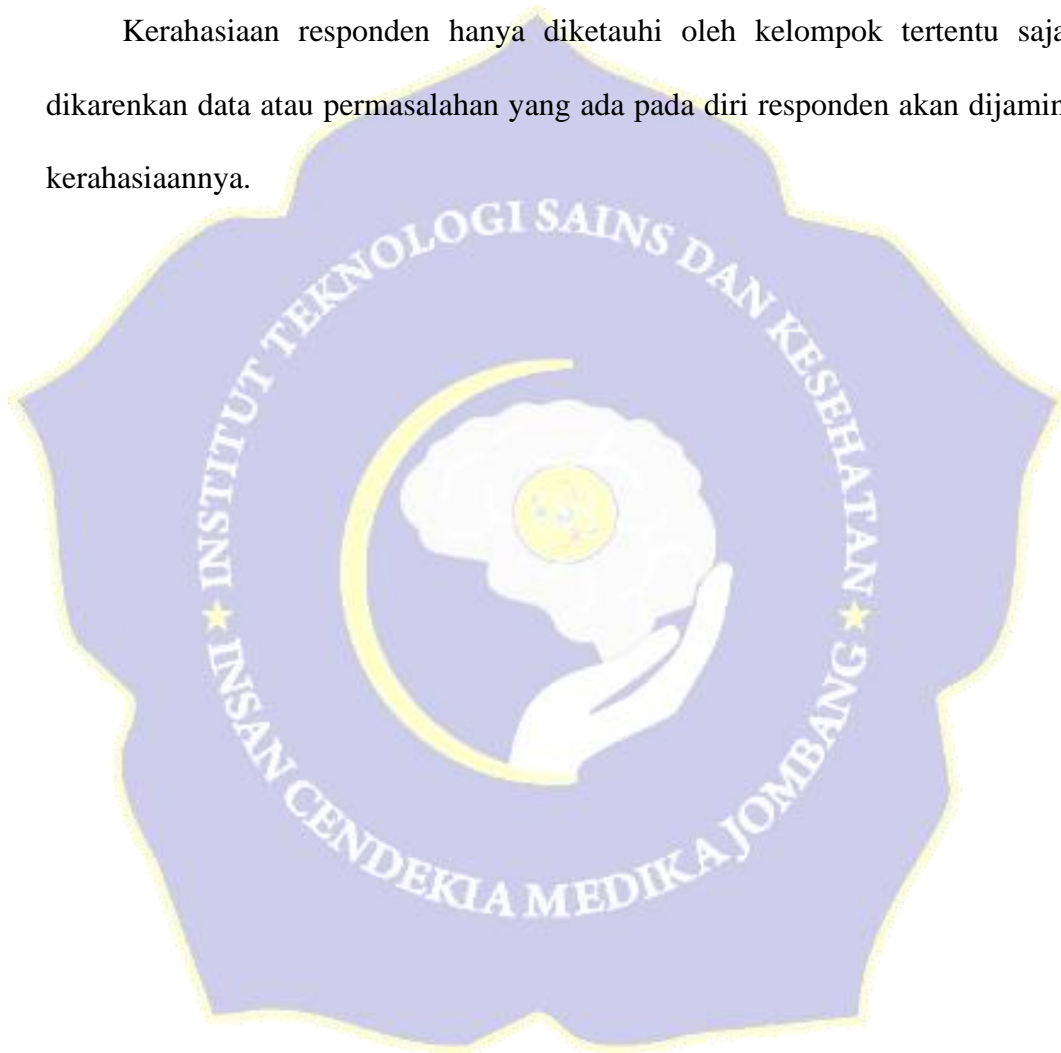 Kerahasiaan responden hanya diketauhi oleh kelompok tertentu saja
dikarenkan data atau permasalahan yang ada pada diri responden akan dijamin
kerahasiaannya.
INSTITUT TEKNOLOGI SAINS DAN KESEHATAN
INSAN CENDEKIA MEDIKA JOMBANG